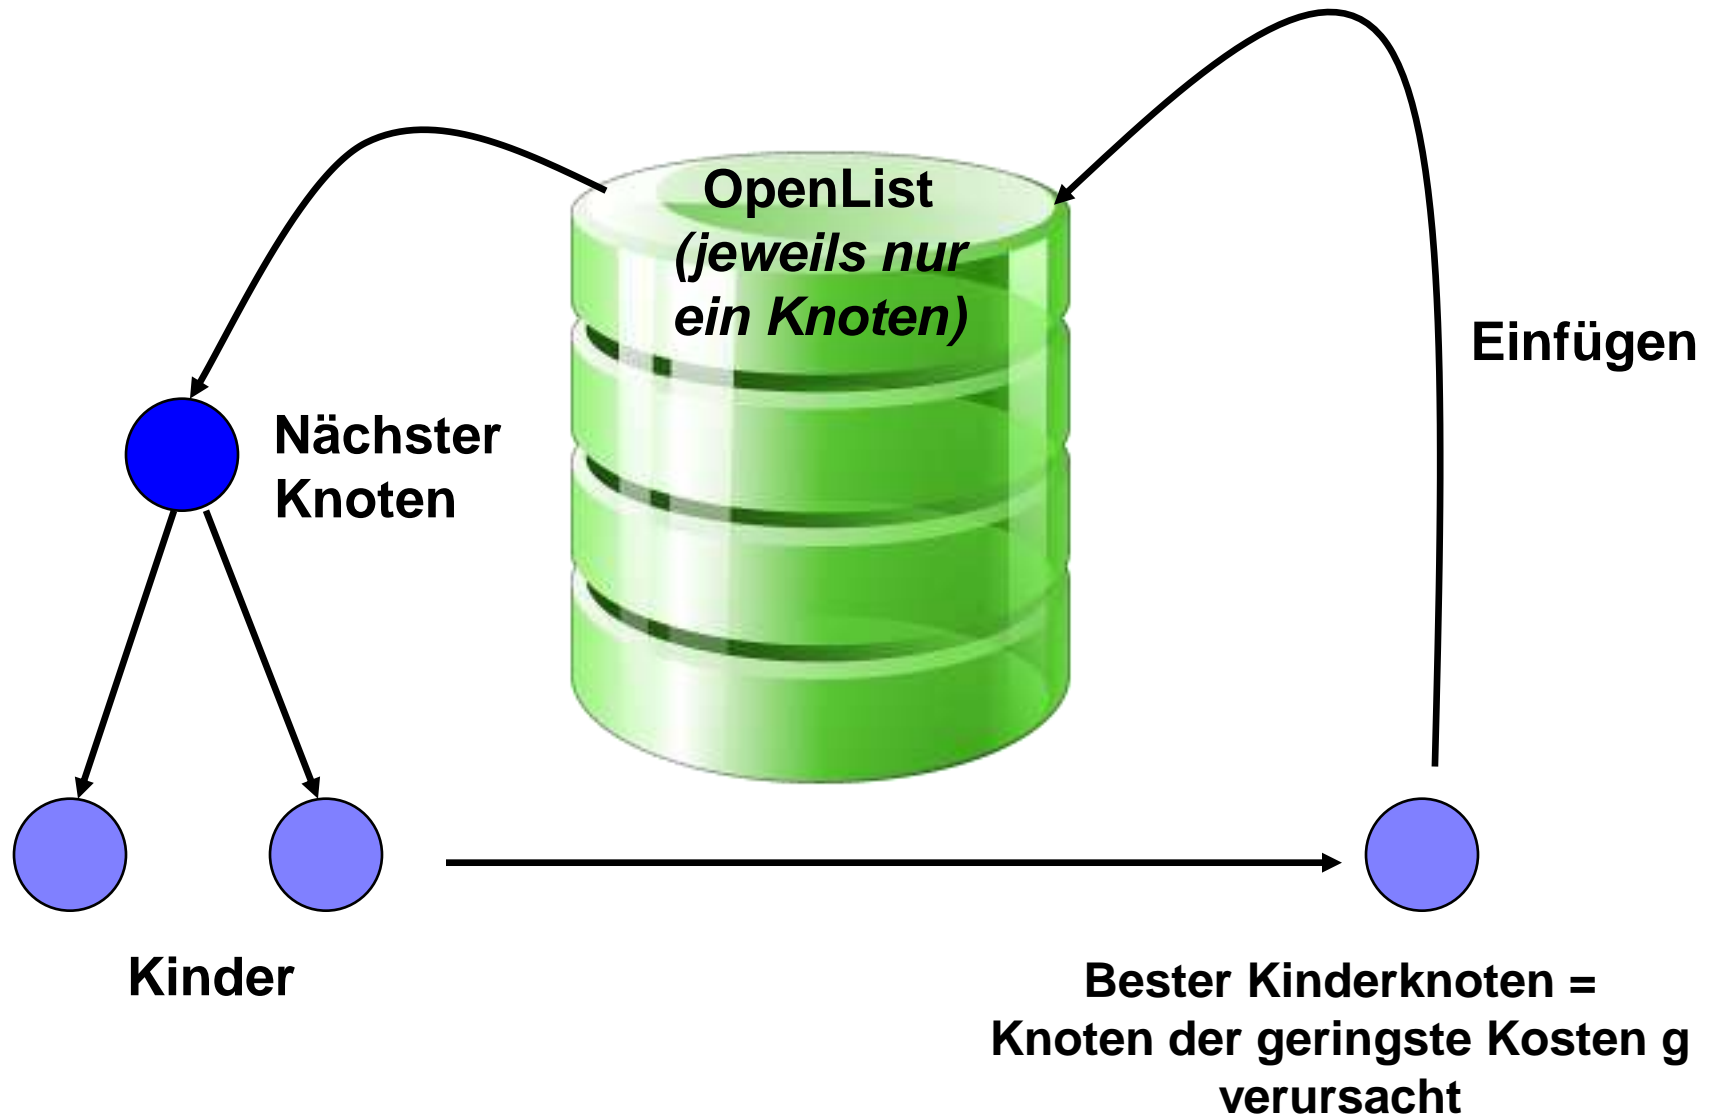 OpenList
(jeweils nur
ein Knoten)
Einfügen
Nächster
Knoten
Kinder
Bester Kinderknoten =
Knoten der geringste Kosten g
verursacht